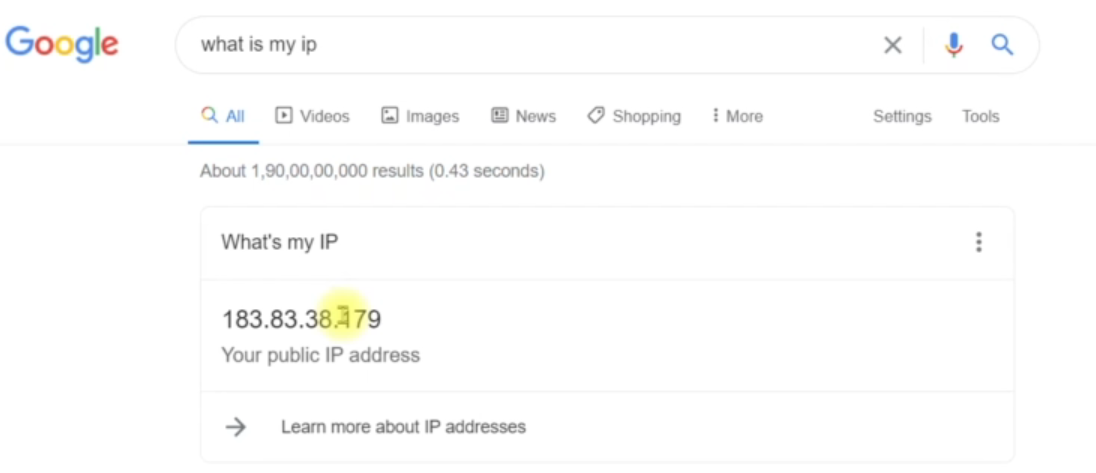 Google
what is my ip
All Videos Images News Shopping More Settings Tools
About 1,90,00,00,000 results (0.43 seconds)
What's my IP
183.83.38.179
Your public IP address
Learn more about IP addresses